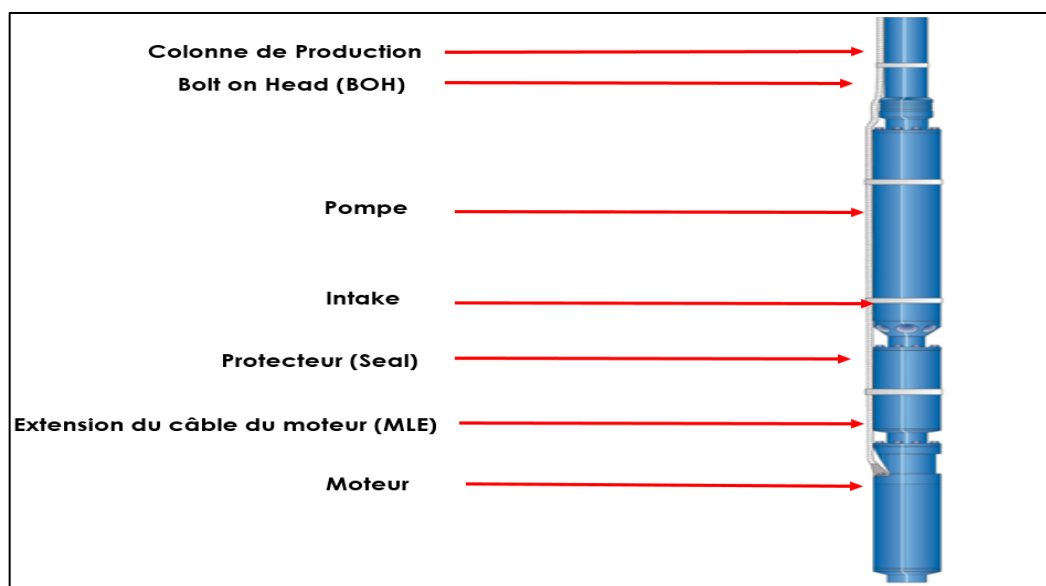 Colonne de Production
Bolt on Head (BOH)
Pompe
Intake
Protecteur (Seal)
Extension du câble du moteur (MLE)
Moteur